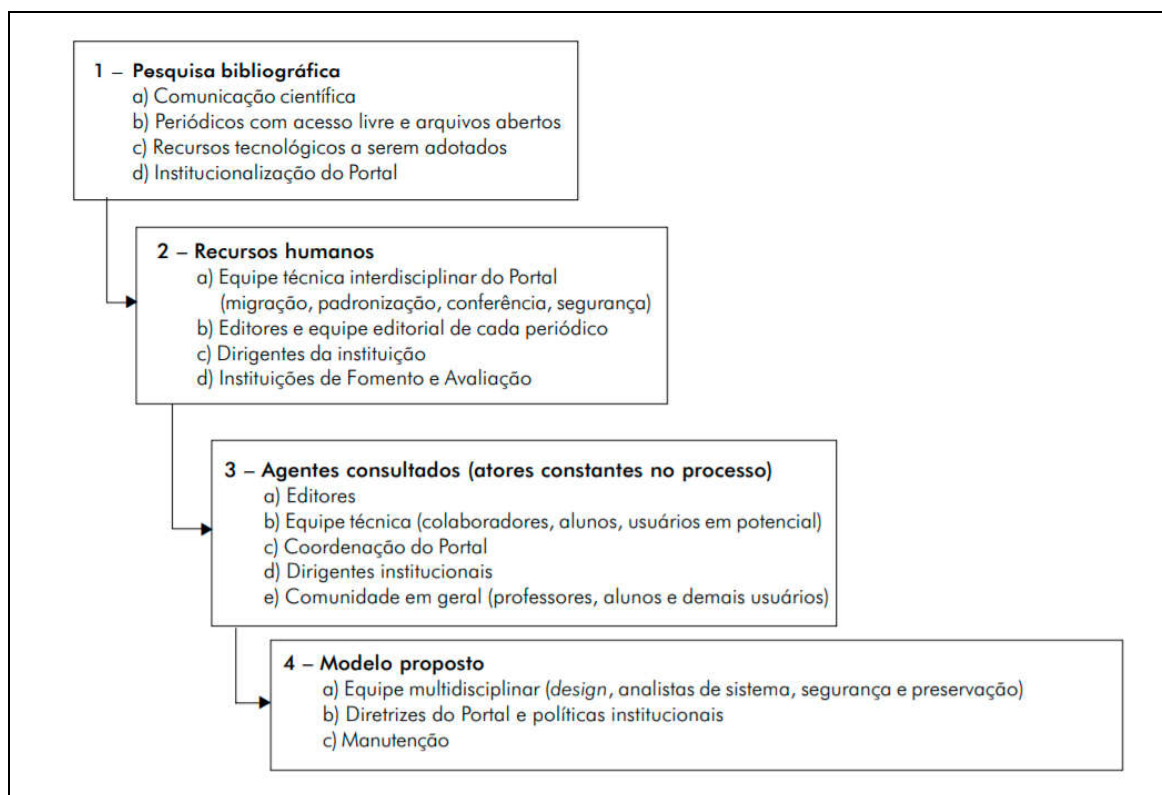 1 – Pesquisa bibliográfica
a) Comunicação científica
b) Periódicos com acesso livre e arquivos abertos
c) Recursos tecnológicos a serem adotados
d) Institucionalização do Portal
2 – Recursos humanos
a) Equipe técnica interdisciplinar do Portal
(migração, padronização, conferência, segurança)
b) Editores e equipe editorial de cada periódico
c) Dirigentes da instituição
d) Instituições de Fomento e Avaliação
3 – Agentes consultados (atores constantes no processo)
a) Editores
b) Equipe técnica (colaboradores, alunos, usuários em potencial)
c) Coordenação do Portal
d) Dirigentes institucionais
e) Comunidade em geral (professores, alunos e demais usuários)
4 – Modelo proposto
a) Equipe multidisciplinar (design, analistas de sistema, segurança e preservação)
b) Diretrizes do Portal e políticas institucionais
c) Manutenção